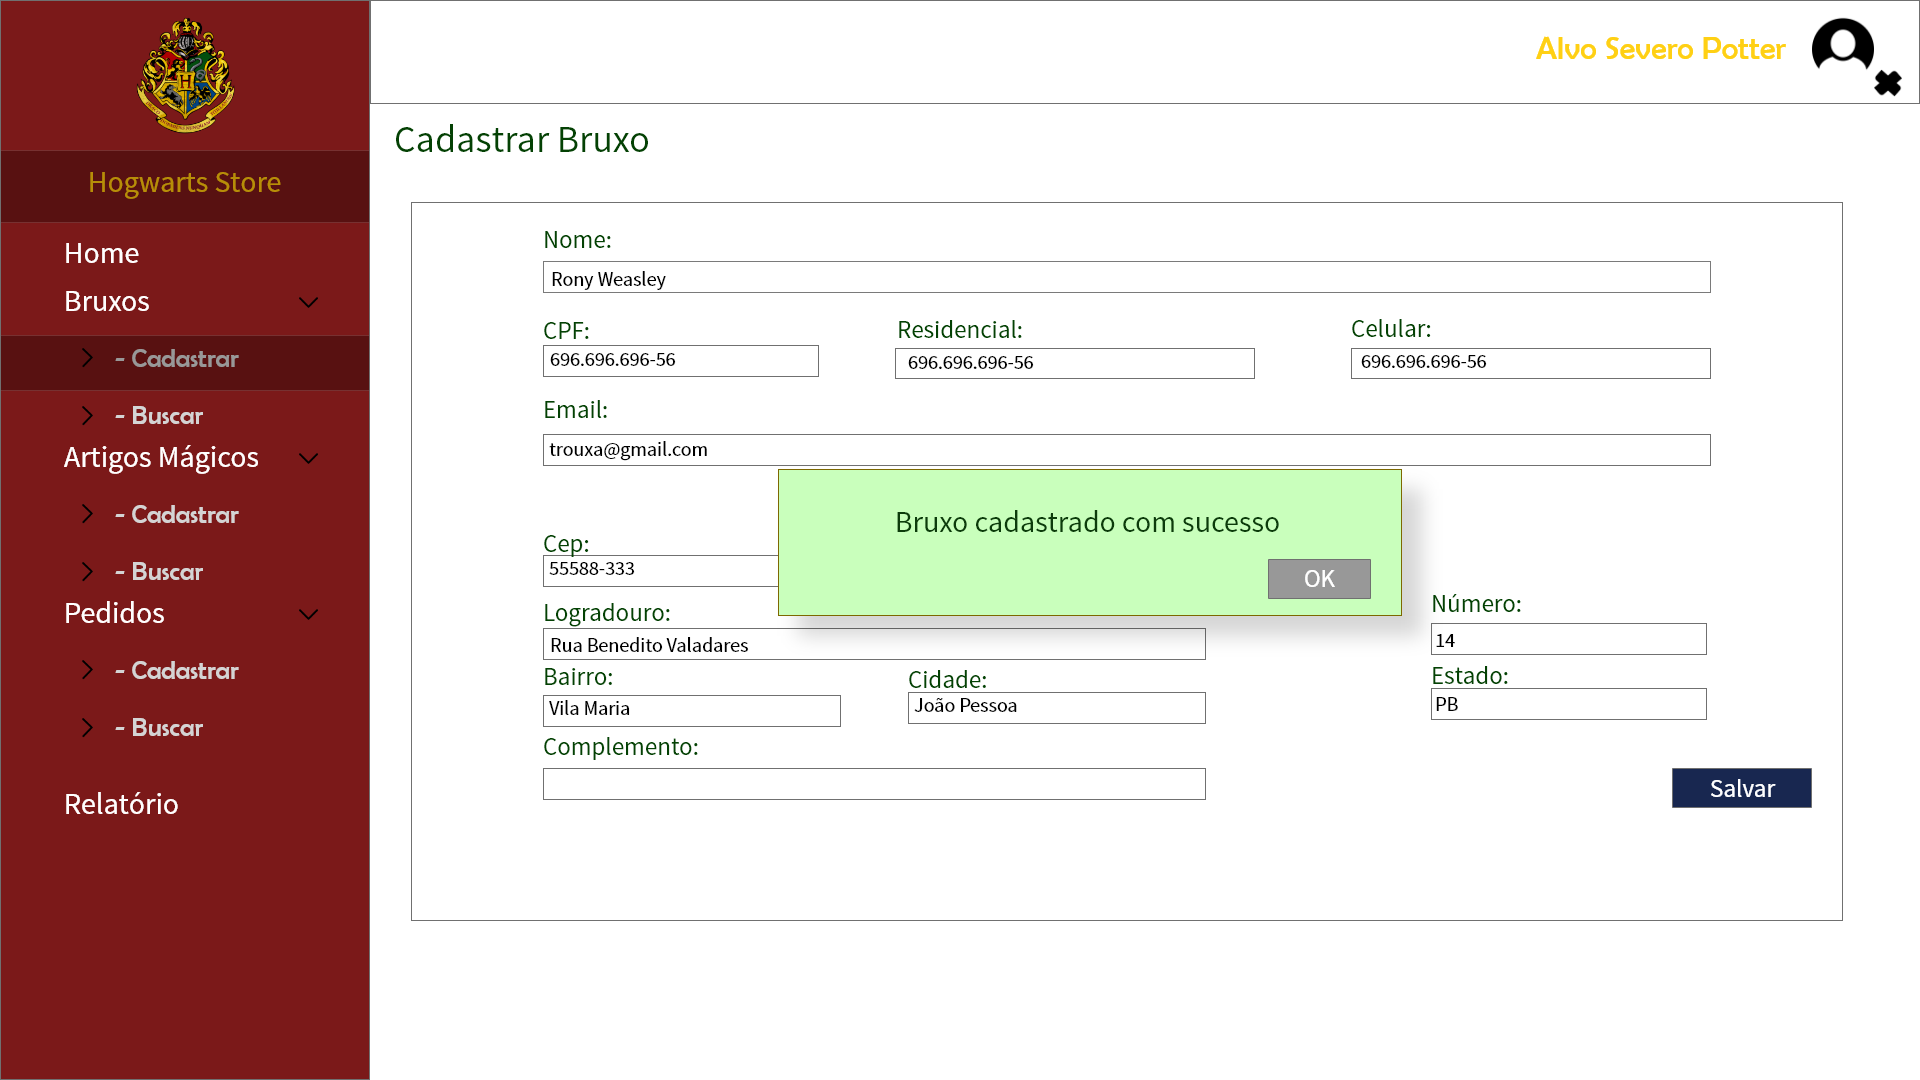 Alvo Severo Potter
Hogwarts Store
Home
Bruxos
- Cadastrar
- Buscar
Artigos Mágicos
- Cadastrar
- Buscar
Pedidos
- Cadastrar
- Buscar
Relatório
Cadastrar Bruxo
Nome:
Rony Weasley
CPF:
696.696.696-56
Residencial:
696.696.696-56
Celular:
696.696.696-56
Email:
trouxa@gmail.com
Bruxo cadastrado com sucesso
OK
Cep:
55588-333
Logradouro:
Rua Benedito Valadares
Número:
14
Bairro:
Vila Maria
Cidade:
João Pessoa
Estado:
PB
Complemento:
Salvar